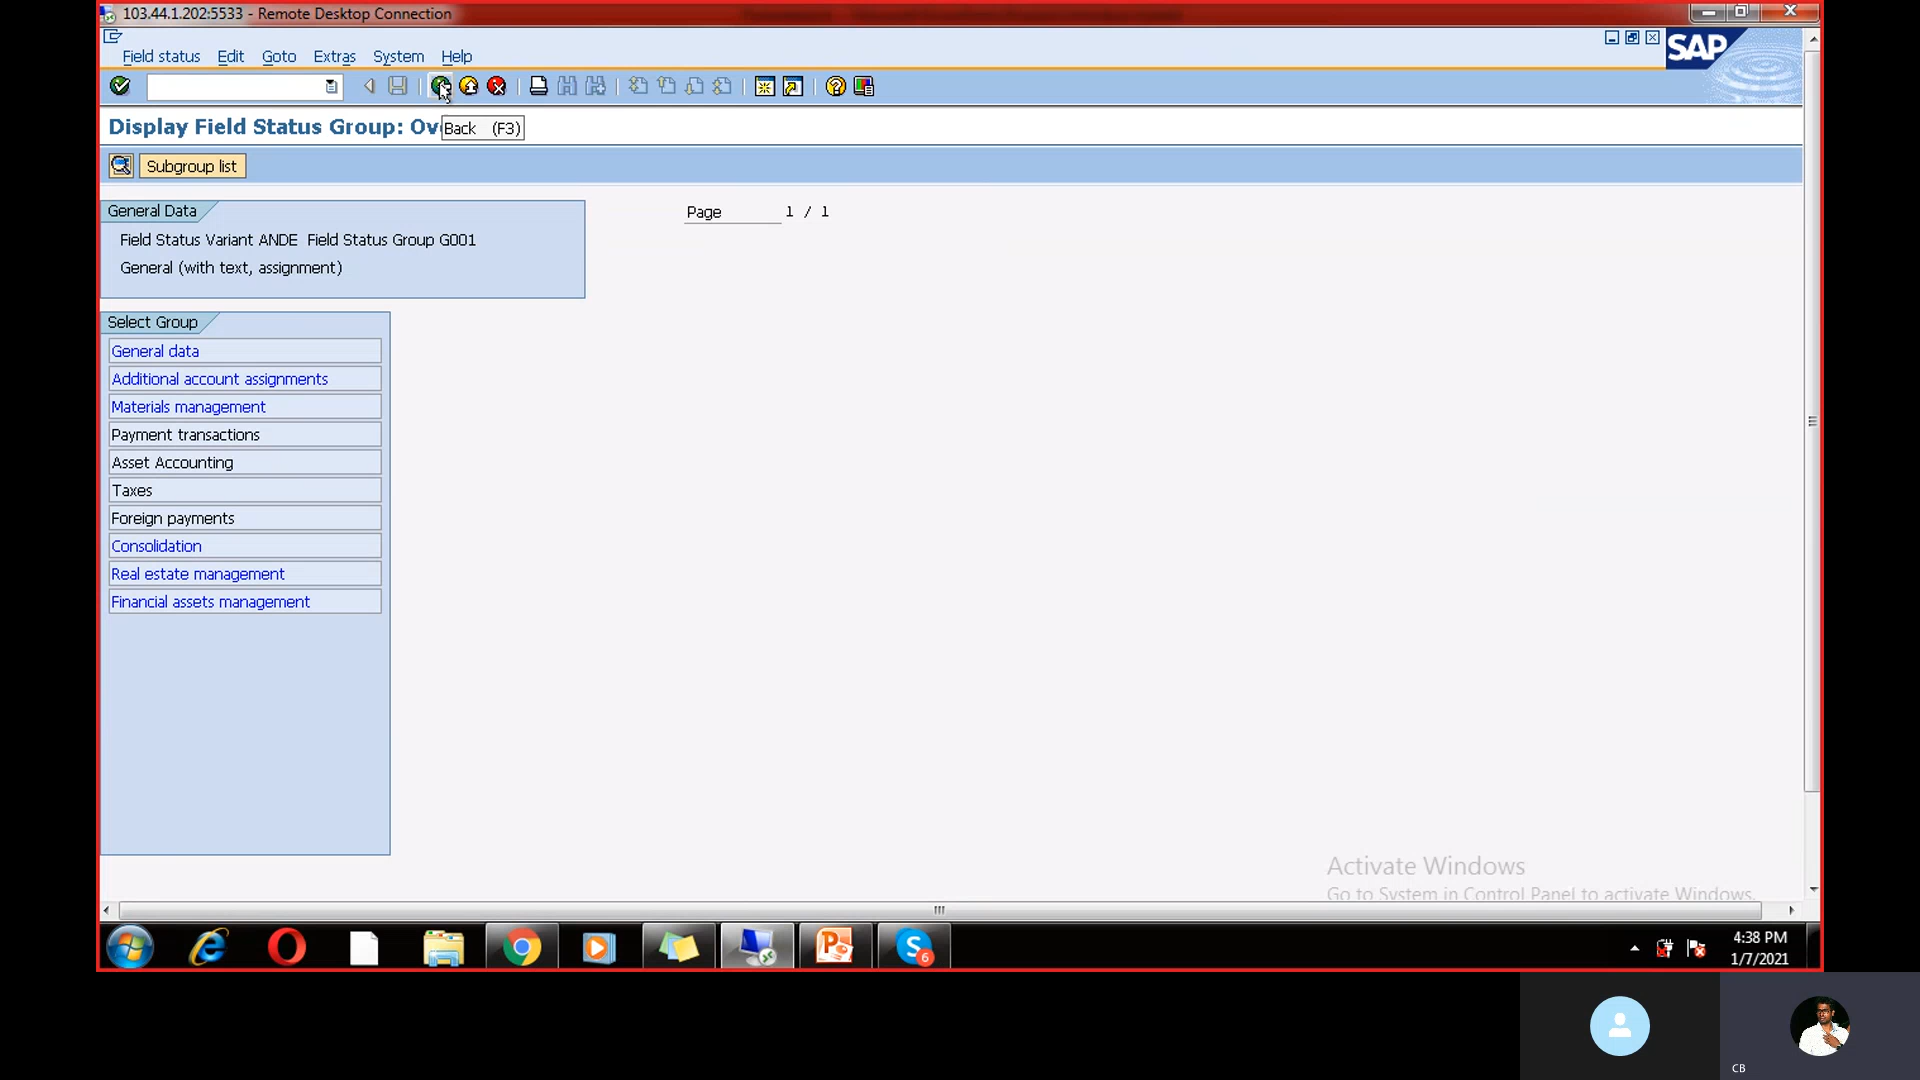 103.44.1.202:5533 - Remote Desktop Connection
Field status Edit Goto Extras System Help
SAP
Display Field Status Group: Ov
Back (F3)
Subgroup list
General Data
Page 1 / 1
Field Status Variant ANDE Field Status Group G001
General (with text, assignment)
Select Group
General data
Additional account assignments
Materials management
Payment transactions
Asset Accounting
Taxes
Foreign payments
Consolidation
Real estate management
Financial assets management
Activate Windows
Go to System in Control Panel to activate Windows.
6
4:38 PM
1/7/2021
CB